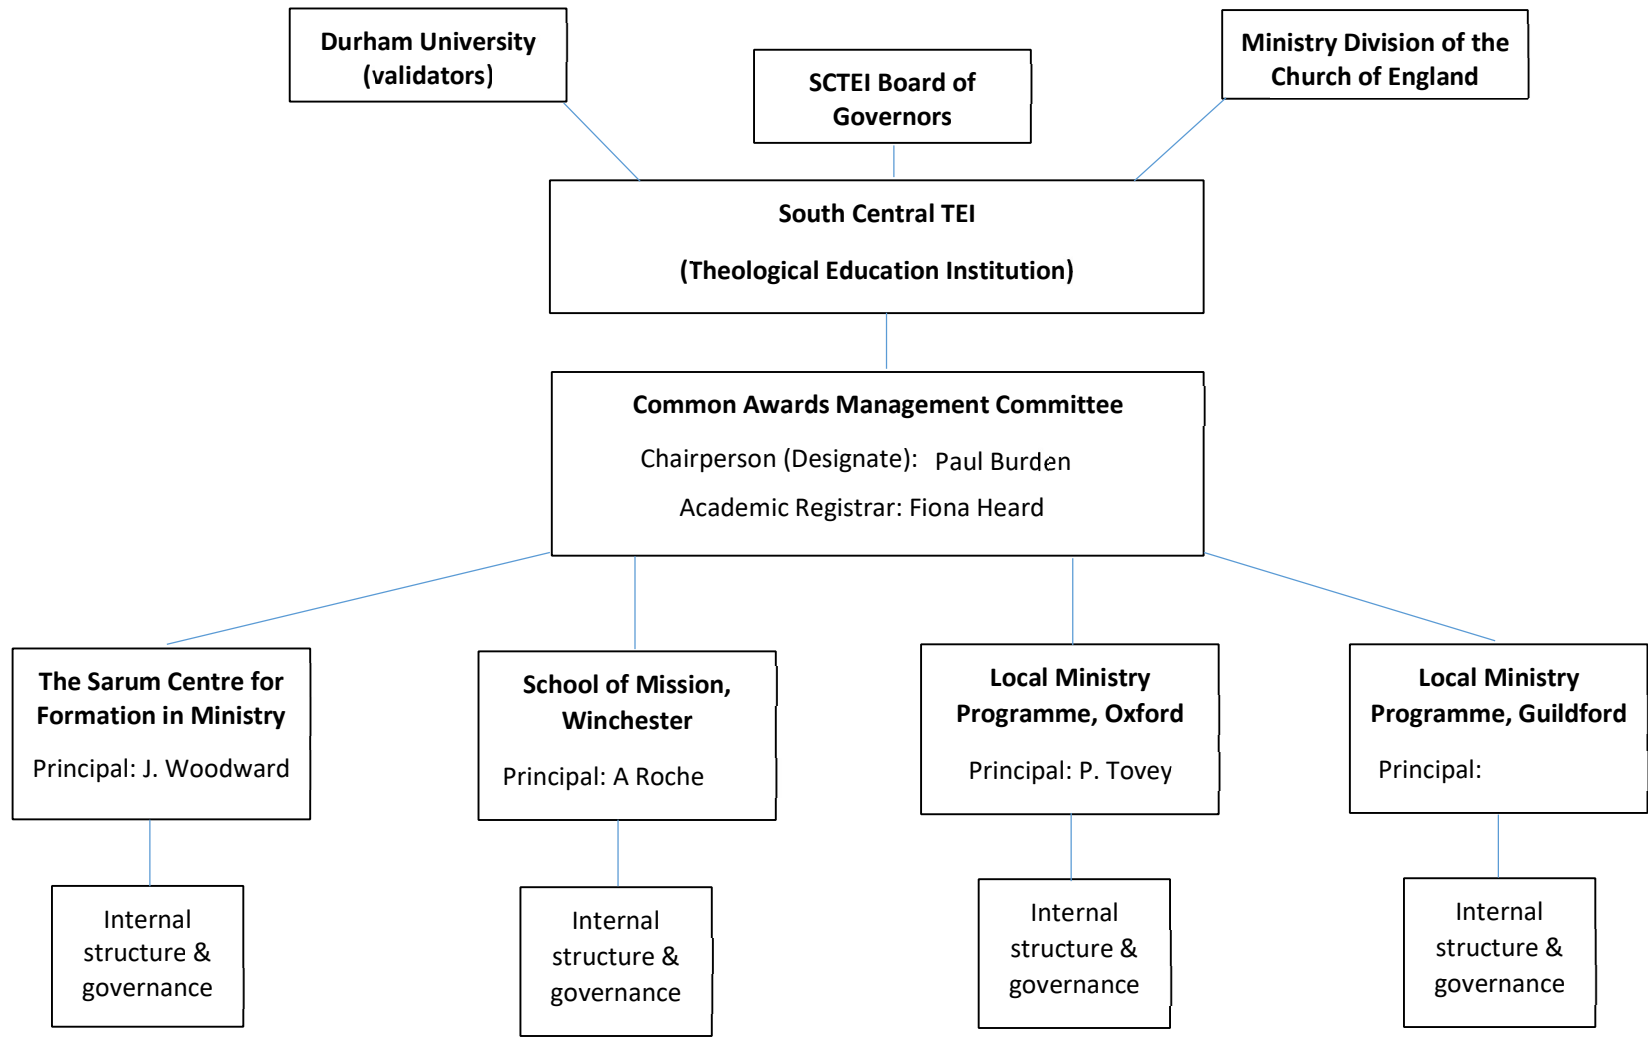 Durham University
(validators)
SCTEI Board of
Governors
Ministry Division of the
Church of England
South Central TEI
(Theological Education Institution)
Common Awards Management Committee
Chairperson (Designate): Paul Burden
Academic Registrar: Fiona Heard
The Sarum Centre for
Formation in Ministry
Principal: J. Woodward
School of Mission,
Winchester
Principal: A Roche
Local Ministry
Programme, Oxford
Principal: P. Tovey
Local Ministry
Programme, Guildford
Principal:
Internal
structure &
governance
Internal
structure &
governance
Internal
structure &
governance
Internal
structure &
governance